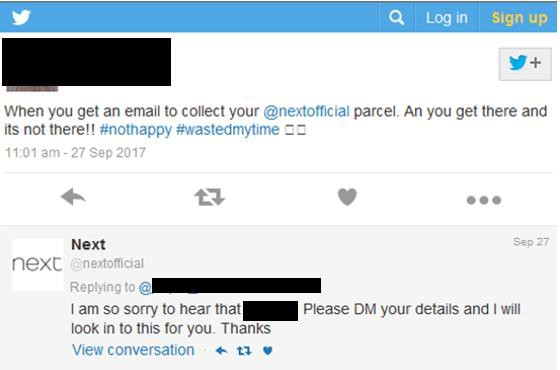 Log in Sign up
When you get an email to collect your @nextofficial parcel. An you get there and
its not there!! #nothappy #wastedmytime
11:01 am - 27 Sep 2017
next
Next
Sep 27
@nextofficial
Replying to @
I am so sorry to hear that Please DM your details and I will
look in to this for you. Thanks
View conversation